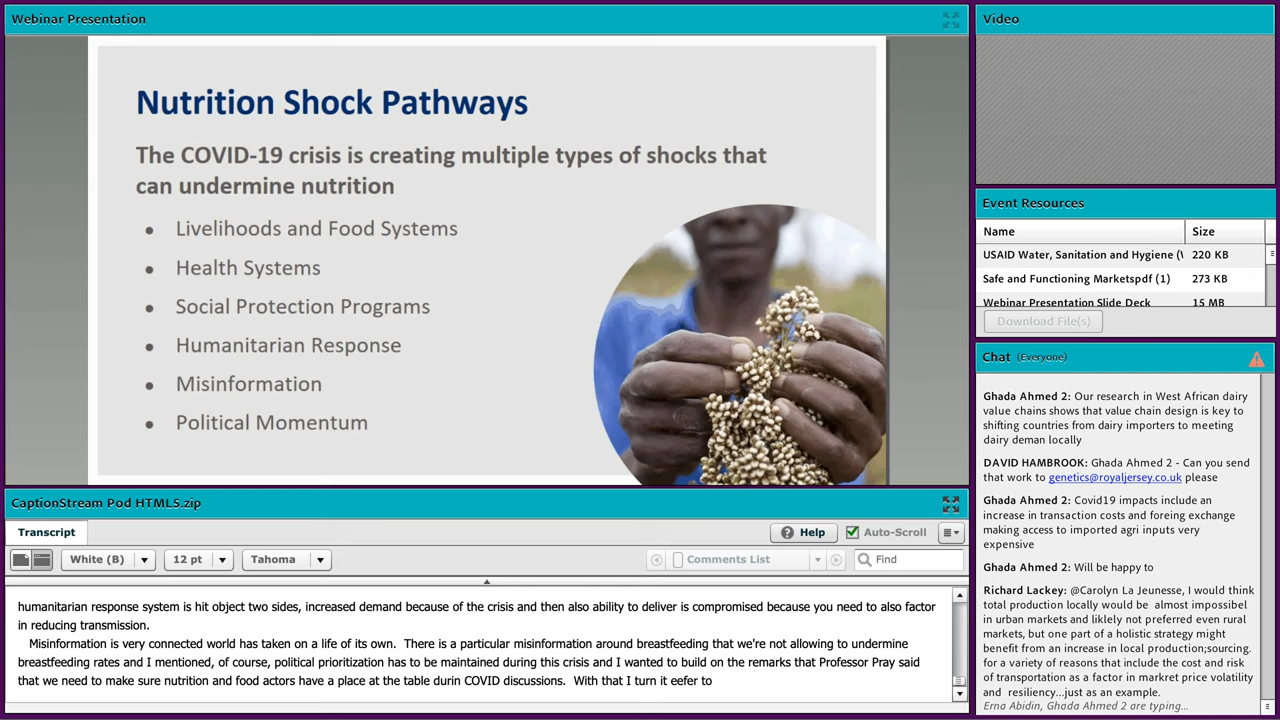 Webinar Presentation
Nutrition Shock Pathways
The COVID-19 crisis is creating multiple types of shocks that
can undermine nutrition
• Livelihoods and Food Systems
• Health Systems
• Social Protection Programs
• Humanitarian Response
• Misinformation
• Political Momentum
CaptionStream Pod HTML5.zip
Transcript
Help
Auto-Scroll
White (B)
12 pt
Tahoma
Comments List
Find
humanitarian response system is hit object two sides, increased demand because of the crisis and then also ability to deliver is compromised because you need to also factor
in reducing transmission.
Misinformation is very connected world has taken on a life of its own. There is a particular misinformation around breastfeeding that we're not allowing to undermine
breastfeeding rates and I mentioned, of course, political prioritization has to be maintained during this crisis and I wanted to build on the remarks that Professor Pray said
that we need to make sure nutrition and food actors have a place at the table durin COVID discussions. With that I turn it eefer to
Video
Event Resources
Name Size
USAID Water, Sanitation and Hygiene (\ 220 KB
Safe and Functioning Marketspdf (1) 273 KB
Webinar Presentation Slide Deck 15 MB
Download File(s)
Chat (Everyone)
Ghada Ahmed 2: Our research in West African dairy
value chains shows that value chain design is key to
shifting countries from dairy importers to meeting
dairy deman locally
DAVID HAMBROOK: Ghada Ahmed 2 - Can you send
that work to genetics@royaljersey.co.uk please
Ghada Ahmed 2: Covid19 impacts include an
increase in transaction costs and foreing exchange
making access to imported agri inputs very
expensive
Ghada Ahmed 2: Will be happy to
Richard Lackey: @Carolyn La Jeunesse, I would think
total production locally would be almost impossibel
in urban markets and liklely not preferred even rural
markets, but one part of a holistic strategy might
benefit from an increase in local production;sourcing.
for a variety of reasons that include the cost and risk
of transportation as a factor in markret price volatility
and resiliency...just as an example.
Erna Abidin, Ghada Ahmed 2 are typing...